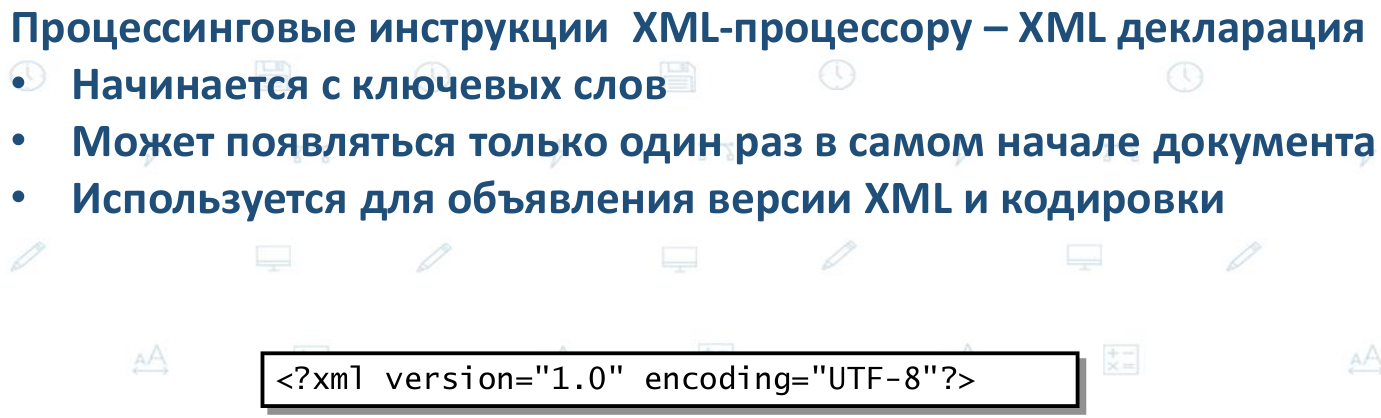 Процессинговые инструкции XML-процессору – XML декларация
• Начинается с ключевых слов
• Может появляться только один раз в самом начале документа
• Используется для объявления версии XML и кодировки
<?xml version="1.0" encoding="UTF-8"?>